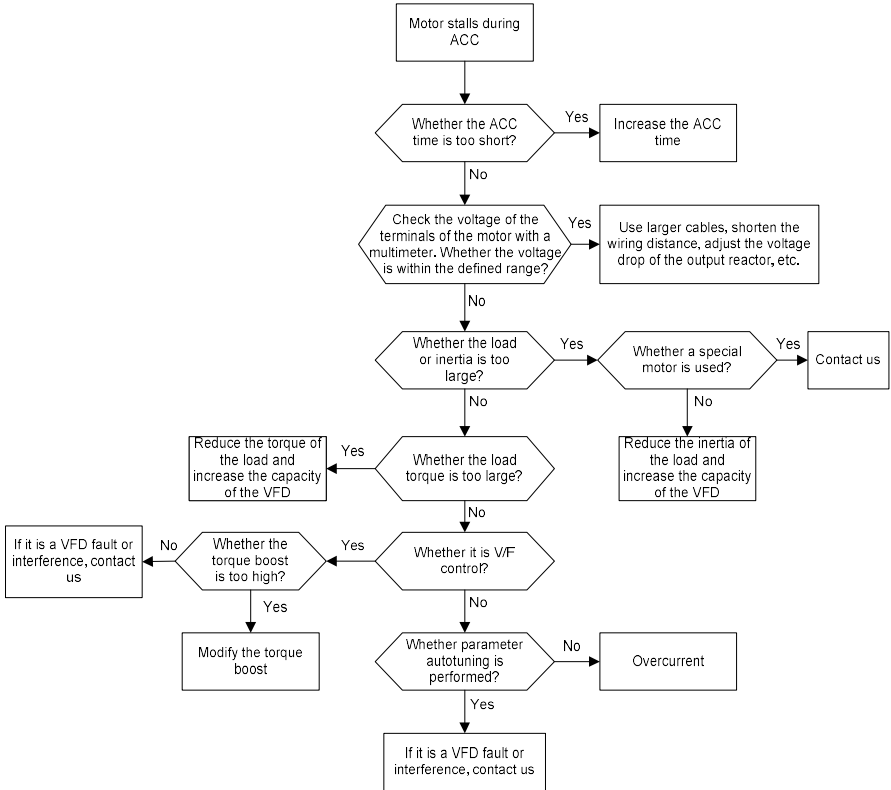 Motor stalls during
ACC
Whether the ACC
time is too short?
Yes
Increase the ACC
time
No
Check the voltage of the
terminals of the motor with a
multimeter. Whether the voltage
is within the defined range?
Yes
Use larger cables, shorten the
wiring distance, adjust the voltage
drop of the output reactor, etc.
No
Whether the load
or inertia is too
large?
Yes
Whether a special
motor is used?
Yes
Contact us
No
No
Reduce the torque of
the load and
increase the capacity
of the VFD
Yes
Whether the load
torque is too large?
Reduce the inertia of
the load and
increase the capacity
of the VFD
No
If it is a VFD fault or
interference, contact
us
No
Whether the
torque boost
is too high?
Yes
Whether it is V/F
control?
Yes
No
Modify the torque
boost
Whether parameter
autotuning is
performed?
No
Overcurrent
Yes
If it is a VFD fault or
interference, contact us